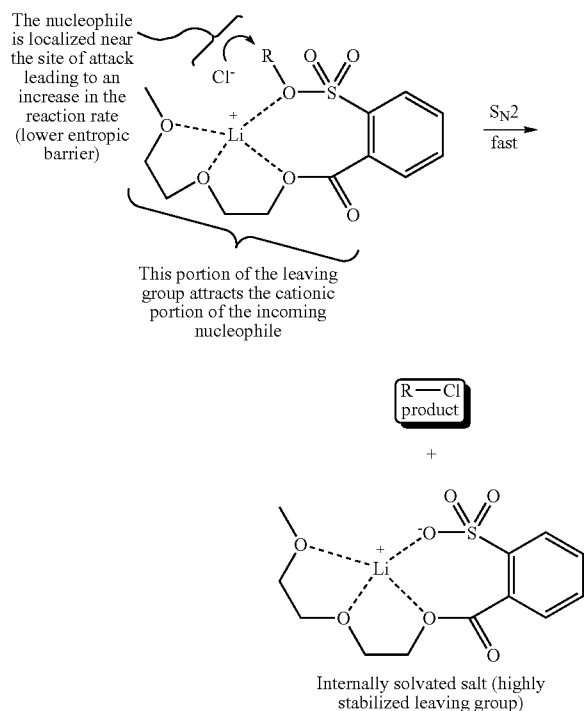 The nucleophile
is localized near
the site of attack
leading to an
increase in the
reaction rate
(lower entropic
barrier)
Cl-
R
O
O
S
O
+
Li
O
O
O
O
SN2
fast
This portion of the leaving
group attracts the cationic
portion of the incoming
nucleophile
R—Cl
product
+
O
O
-O
S
O
+
Li
O
O
O
Internally solvated salt (highly
stabilized leaving group)